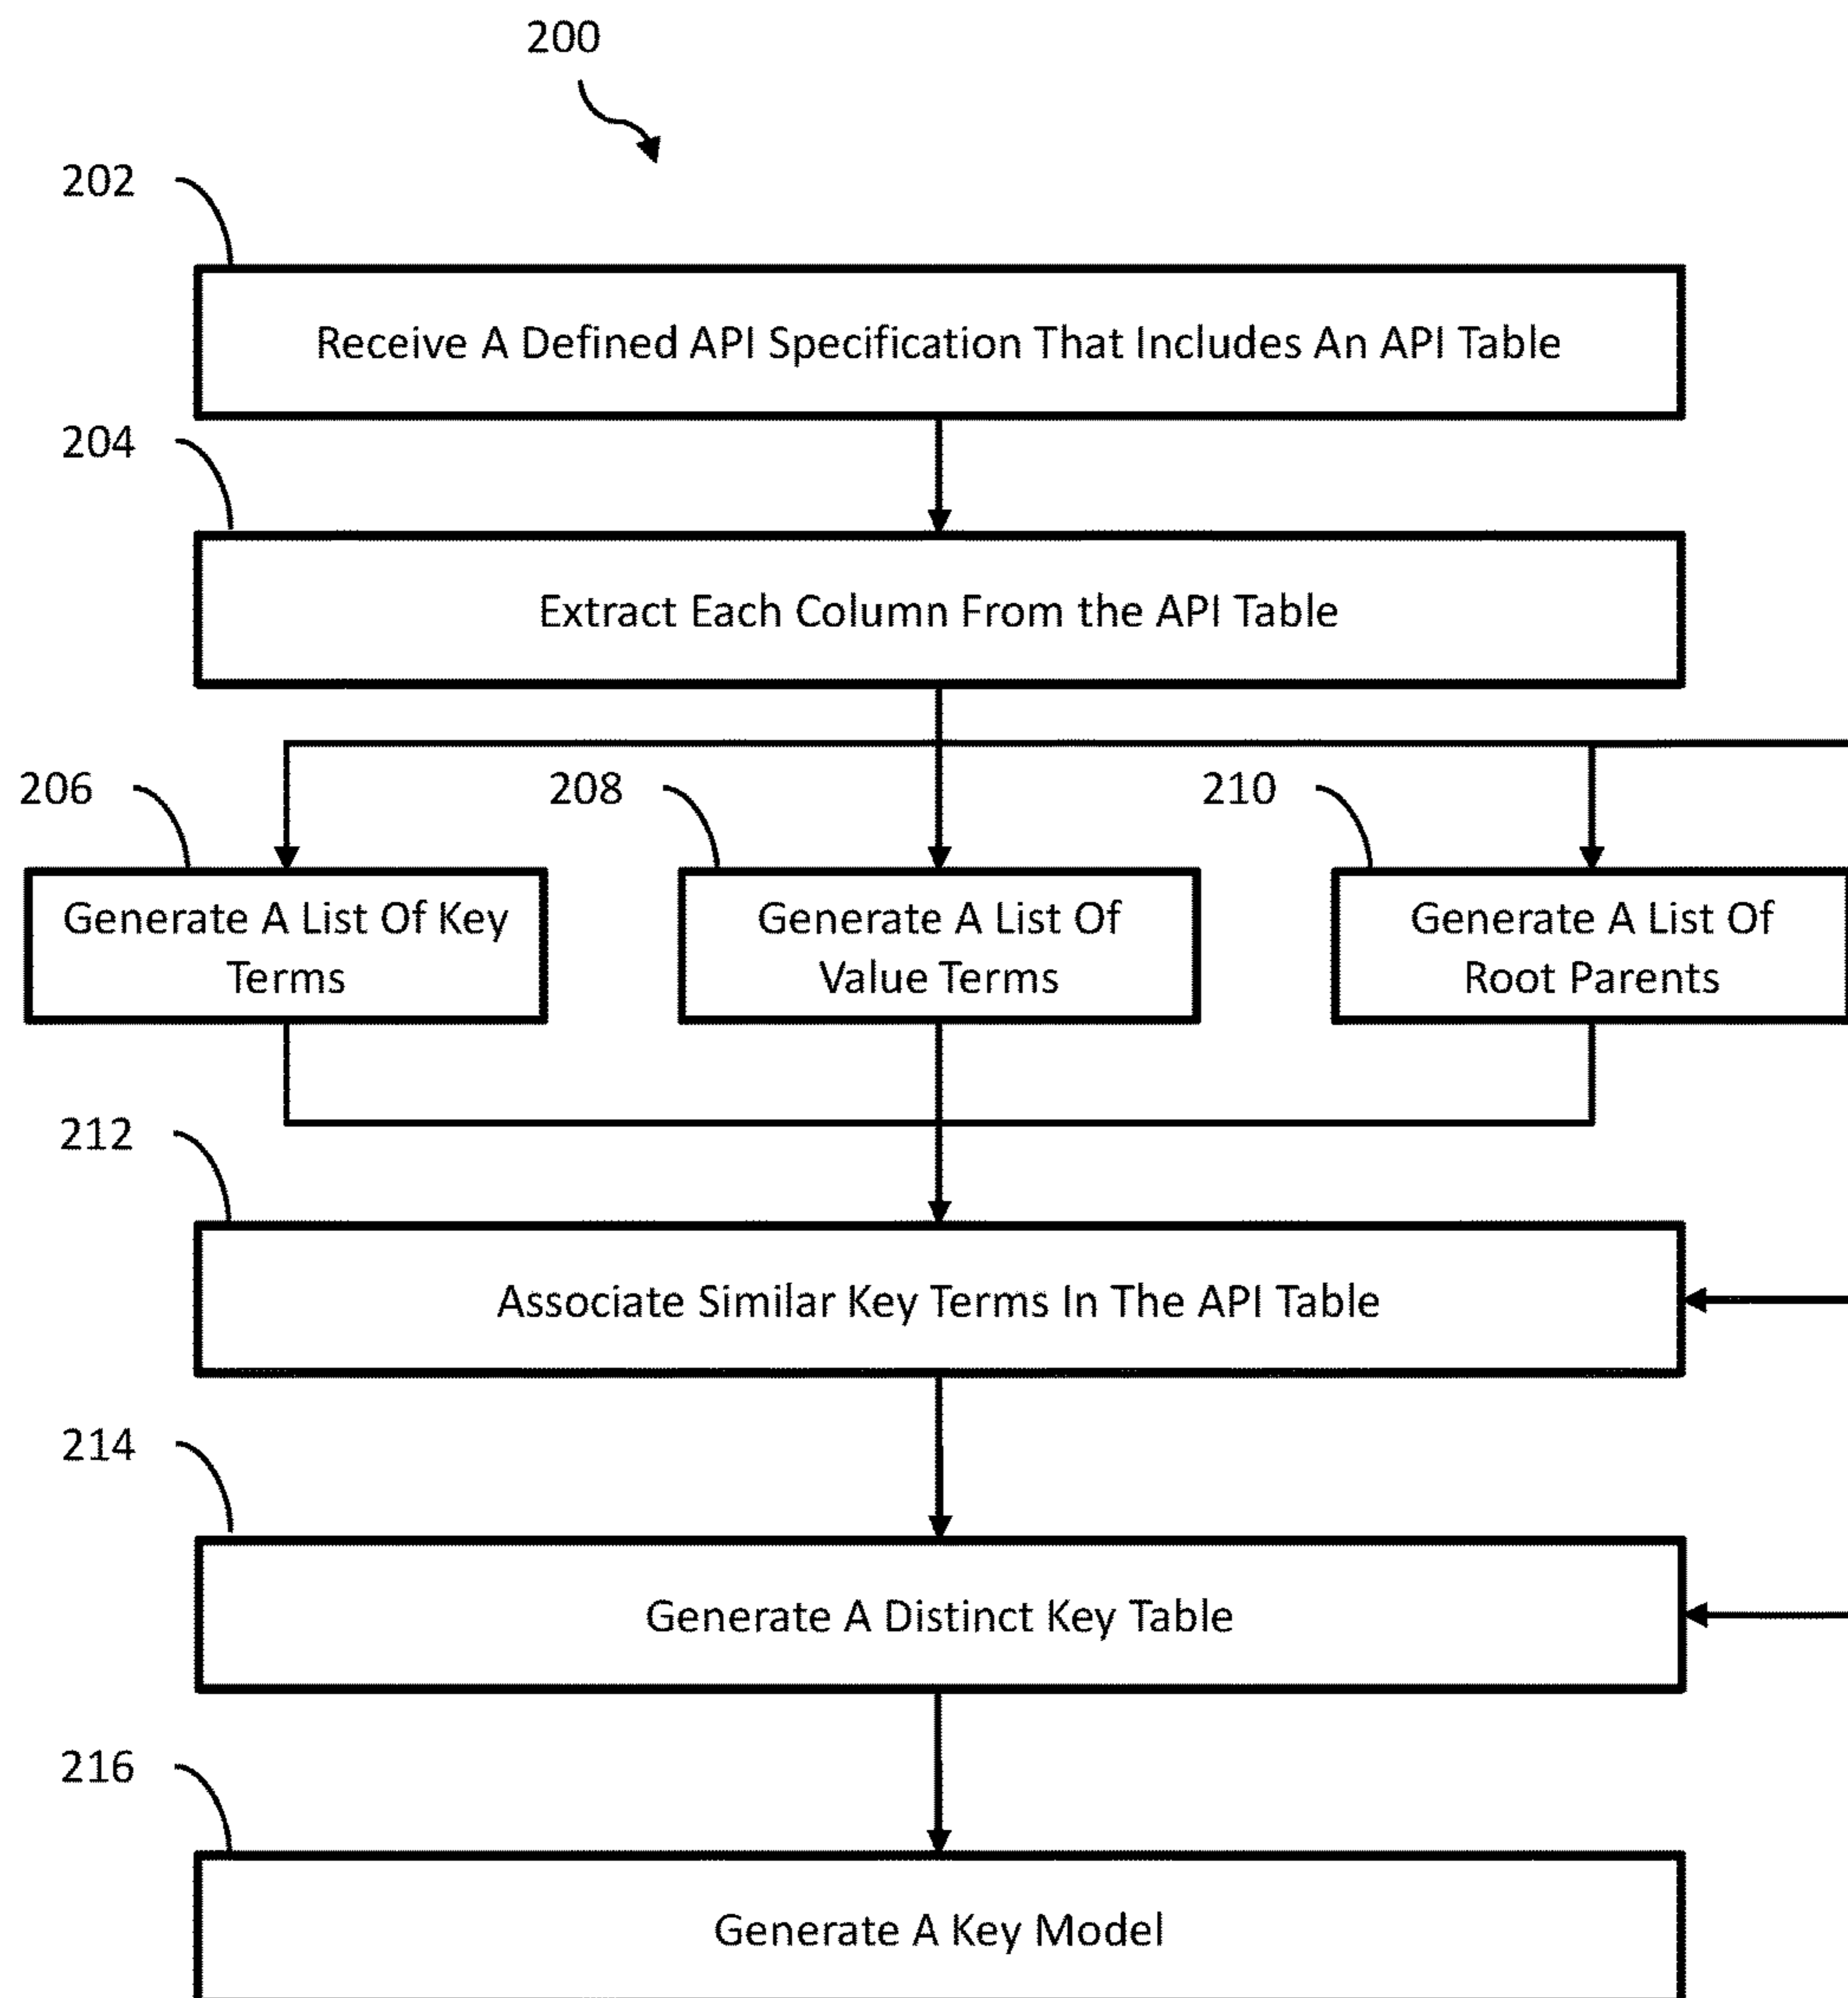 200
202
Receive A Defined API Specification That Includes An API Table
204
Extract Each Column From the API Table
206
208
210
Generate A List Of Key
Terms
Generate A List Of
Value Terms
Generate A List Of
Root Parents
212
Associate Similar Key Terms In The API Table
214
Generate A Distinct Key Table
216
Generate A Key Model